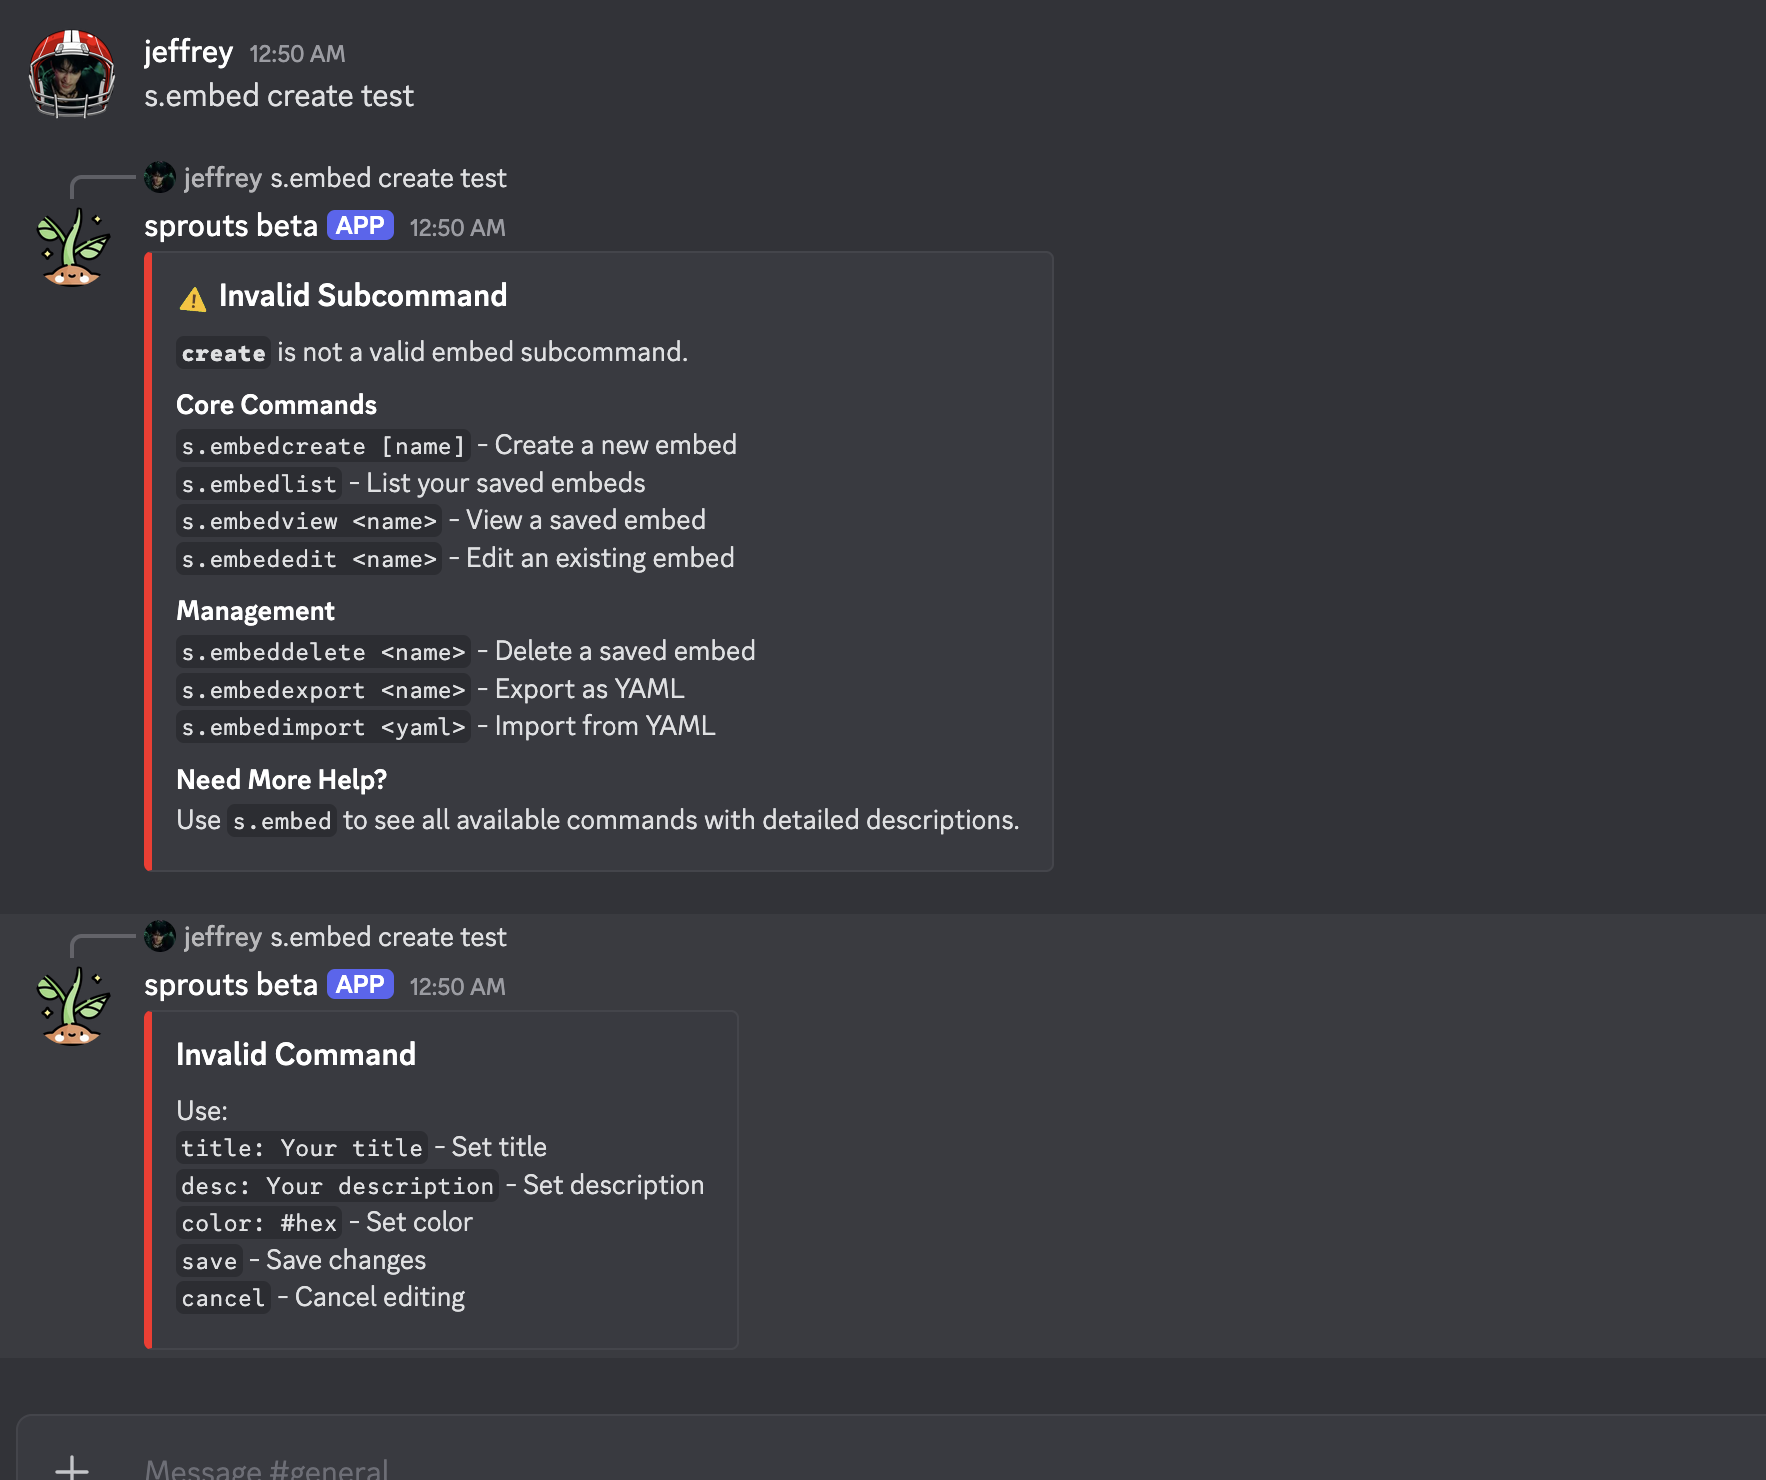 jeffrey 12:50 AM
s.embed create test
jeffrey s.embed create test
sprouts beta APP 12:50 AM
Invalid Subcommand
create is not a valid embed subcommand.
Core Commands
s.embedcreate [name] - Create a new embed
s.embedlist - List your saved embeds
s.embedview <name> - View a saved embed
s.embededit <name> - Edit an existing embed
Management
s.embeddelete <name> - Delete a saved embed
s.embedexport <name> - Export as YAML
s.embedimport <yaml> - Import from YAML
Need More Help?
Use s.embed to see all available commands with detailed descriptions.
jeffrey s.embed create test
sprouts beta APP 12:50 AM
Invalid Command
Use:
title: Your title - Set title
desc: Your description - Set description
color: #hex - Set color
save - Save changes
cancel - Cancel editing
Message #general